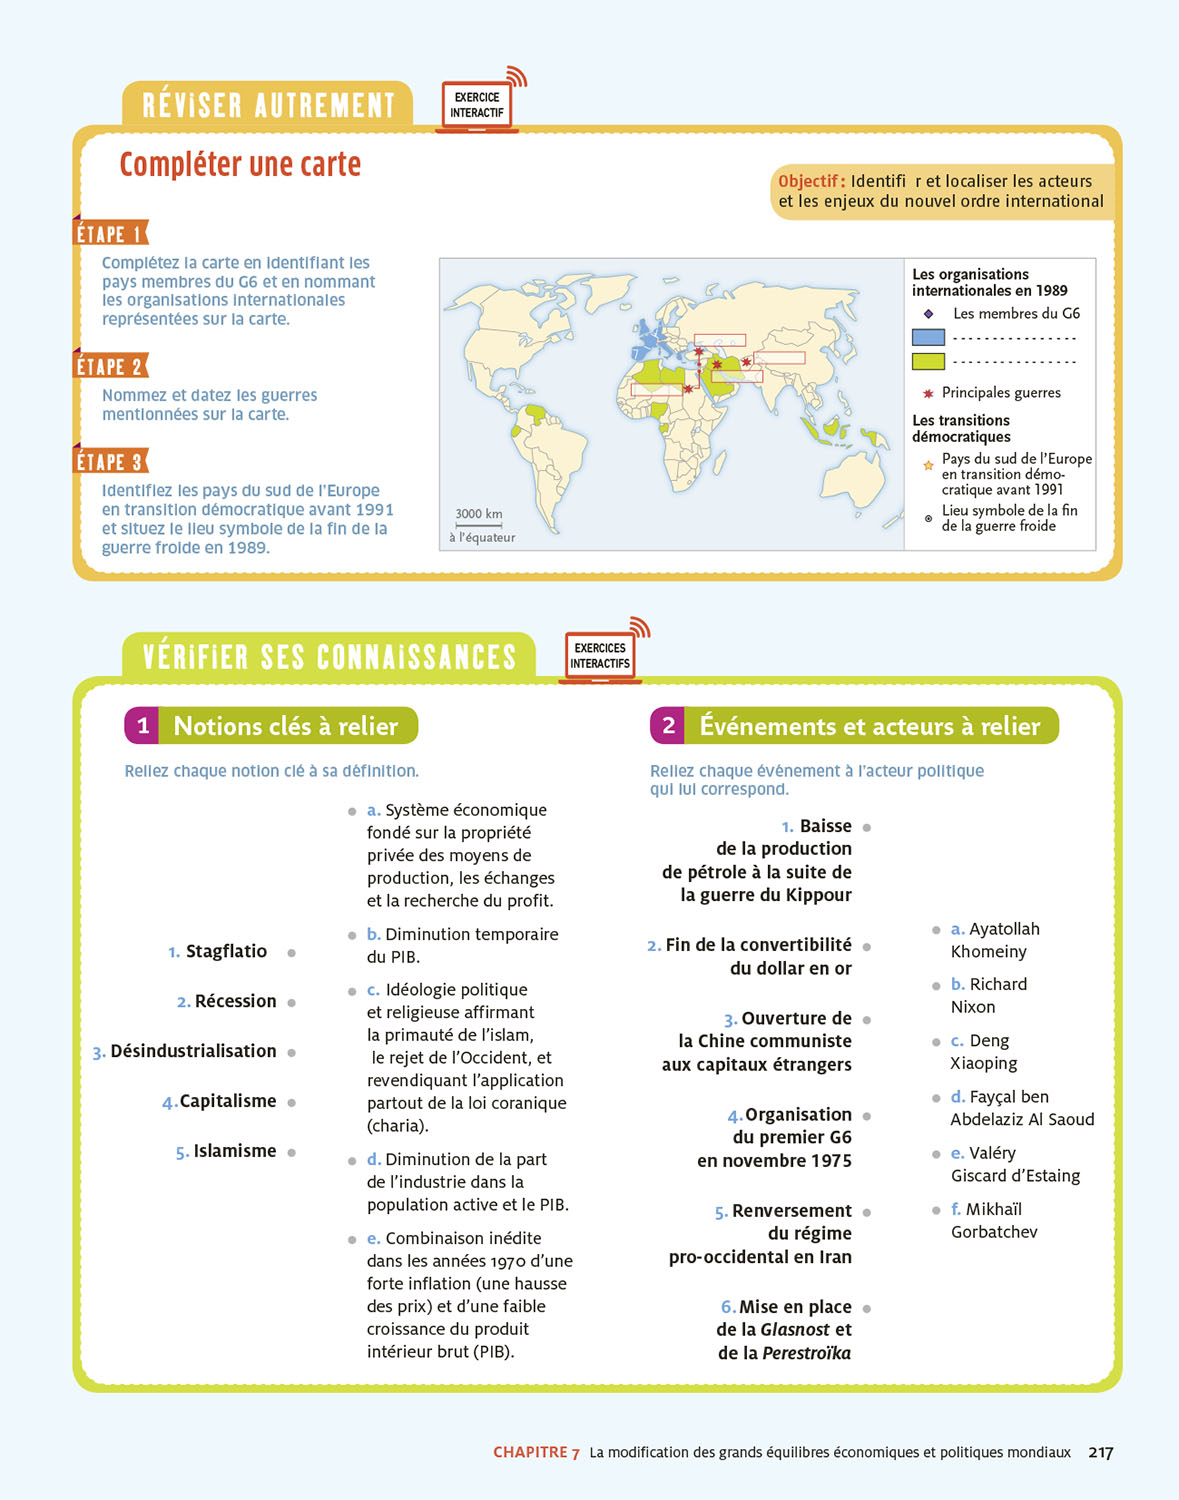 RÉVISER AUTREMENT
EXERCICE
INTERACTIF
Compléter une carte
Objectif : Identifi r et localiser les acteurs
et les enjeux du nouvel ordre international
ÉTAPE 1
Complétez la carte en identifiant les
pays membres du G6 et en nommant
les organisations internationales
représentées sur la carte.
ÉTAPE 2
Nommez et datez les guerres
mentionnées sur la carte.
ÉTAPE 3
Identifiez les pays du sud de l'Europe
en transition démocratique avant 1991
et situez le lieu symbole de la fin de la
guerre froide en 1989.
3000 km
à l'équateur
Les organisations
internationales en 1989
Les membres du G6
Principales guerres
Les transitions
démocratiques
Pays du sud de l'Europe
en transition démo-
cratique avant 1991
Lieu symbole de la fin
de la guerre froide
VÉRIFIER SES CONNAISSANCES
EXERCICES
INTERACTIFS
1 Notions clés à relier
Reliez chaque notion clé à sa définition.
1. Stagflatio
2. Récession
3. Désindustrialisation
4. Capitalisme
5. Islamisme
a. Système économique
fondé sur la propriété
privée des moyens de
production, les échanges
et la recherche du profit.
b. Diminution temporaire
du PIB.
c. Idéologie politique
et religieuse affirmant
la primauté de l'islam,
le rejet de l'Occident, et
revendiquant l'application
partout de la loi coranique
(charia).
d. Diminution de la part
de l'industrie dans la
population active et le PIB.
e. Combinaison inédite
dans les années 1970 d'une
forte inflation (une hausse
des prix) et d'une faible
croissance du produit
intérieur brut (PIB).
2 Événements et acteurs à relier
Reliez chaque événement à l'acteur politique
qui lui correspond.
1. Baisse
de la production
de pétrole à la suite de
la guerre du Kippour
2. Fin de la convertibilité
du dollar en or
3. Ouverture de
la Chine communiste
aux capitaux étrangers
4. Organisation
du premier G6
en novembre 1975
5. Renversement
du régime
pro-occidental en Iran
6. Mise en place
de la Glasnost et
de la Perestroïka
a. Ayatollah
Khomeiny
b. Richard
Nixon
c. Deng
Xiaoping
d. Fayçal ben
Abdelaziz Al Saoud
e. Valéry
Giscard d'Estaing
f. Mikhaïl
Gorbatchev
CHAPITRE 7 La modification des grands équilibres économiques et politiques mondiaux 217